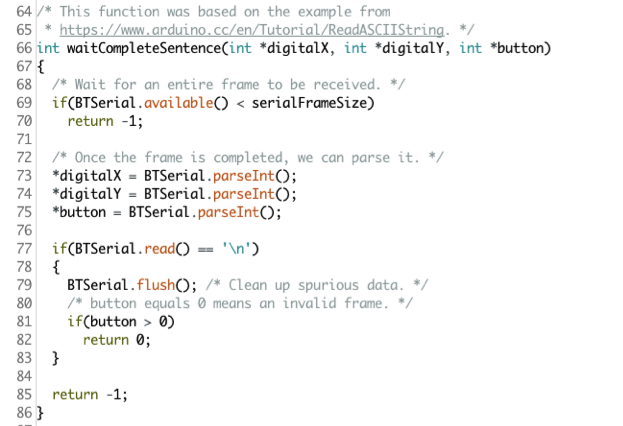 64 /* This function was based on the example from
65  * https://www.arduino.cc/en/Tutorial/ReadASCIIString. */
66 int waitCompleteSentence(int *digitalX, int *digitalY, int *button)
67 {
68   /* Wait for an entire frame to be received. */
69   if(BTSerial.available() < serialFrameSize)
70     return -1;
71
72   /* Once the frame is completed, we can parse it. */
73   *digitalX = BTSerial.parseInt();
74   *digitalY = BTSerial.parseInt();
75   *button = BTSerial.parseInt();
76
77   if(BTSerial.read() == '\n')
78   {
79     BTSerial.flush(); /* Clean up spurious data. */
80     /* button equals 0 means an invalid frame. */
81     if(button > 0)
82       return 0;
83   }
84
85   return -1;
86 }